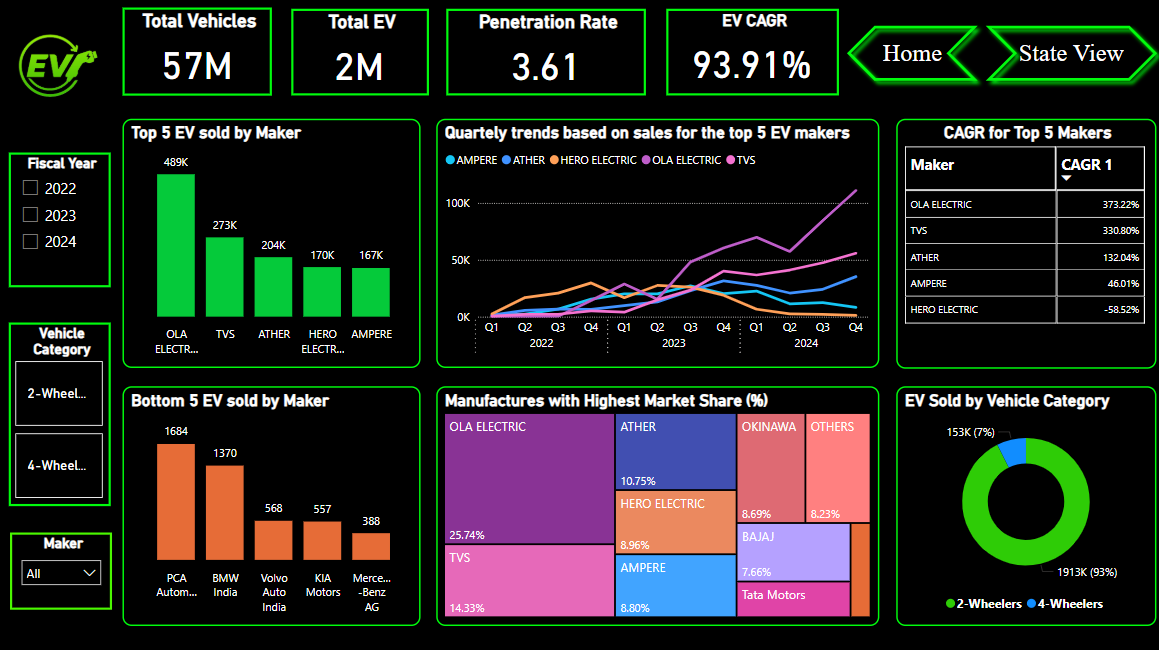 EV
Total Vehicles
57M
Total EV
2M
Penetration Rate
3.61
EV CAGR
93.91%
Home
State View
Fiscal Year
2022
2023
2024
Vehicle
Category
2-Wheel...
4-Wheel...
Maker
All
Top 5 EV sold by Maker
489K
273K
204K
170K
167K
OLA
ELECTR...
TVS
ATHER
HERO
ELECTR...
AMPERE
Quartely trends based on sales for the top 5 EV makers
AMPERE ATHER HERO ELECTRIC OLA ELECTRIC TVS
100K
50K
0K
Q1 Q2 Q3 Q4 Q1 Q2 Q3 Q4 Q1 Q2 Q3 Q4
2022 2023 2024
CAGR for Top 5 Makers
Maker CAGR 1
OLA ELECTRIC 373.22%
TVS 330.80%
ATHER 132.04%
AMPERE 46.01%
HERO ELECTRIC -58.52%
Bottom 5 EV sold by Maker
1684
1370
568
557
388
PCA
Autom...
BMW
India
Volvo
Auto
India
KIA
Motors
Merce...
-Benz
AG
Manufactures with Highest Market Share (%)
OLA ELECTRIC
25.74%
TVS
14.33%
ATHER
10.75%
HERO ELECTRIC
8.96%
AMPERE
8.80%
OKINAWA
8.69%
OTHERS
8.23%
BAJAJ
7.66%
Tata Motors
EV Sold by Vehicle Category
153K (7%)
1913K (93%)
2-Wheelers 4-Wheelers